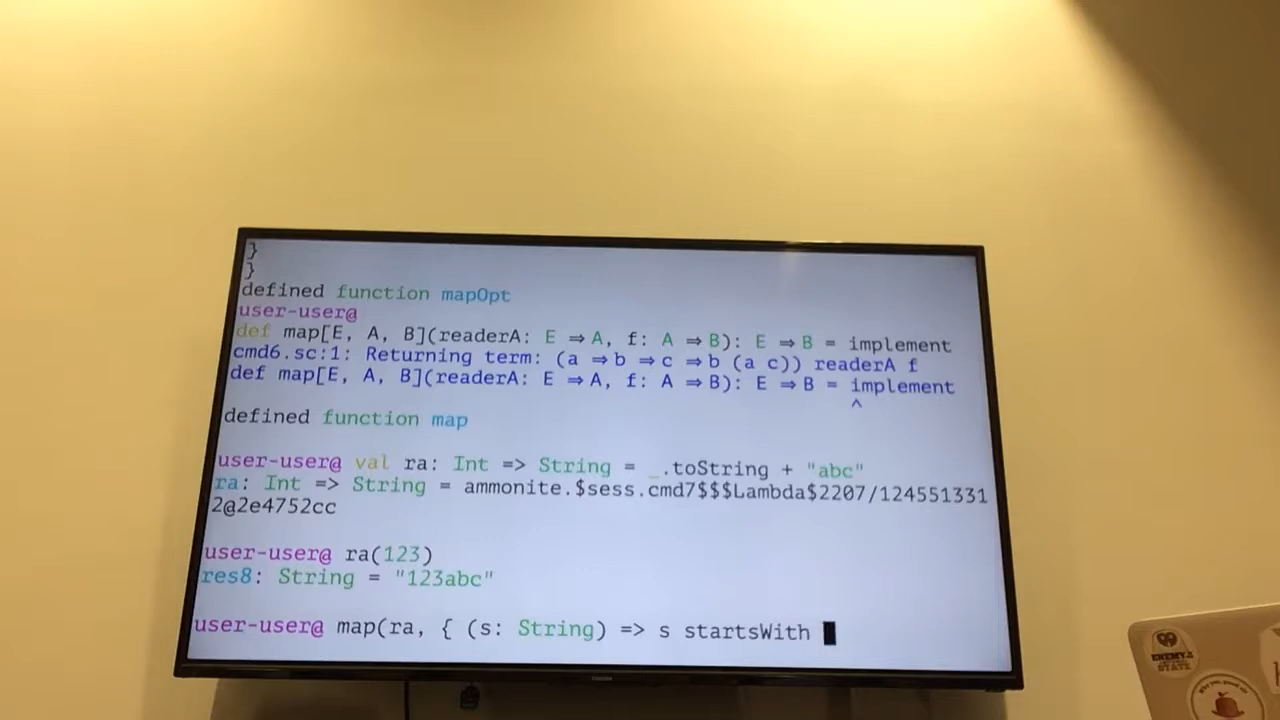 }
}
defined function mapOpt
user-user@
def map[E, A, B](readerA: E ⇒ A, f: A ⇒ B): E ⇒ B = implement
cmd6.sc:1: Returning term: (a ⇒ b ⇒ c ⇒ b (a c)) readerA f
def map[E, A, B](readerA: E ⇒ A, f: A ⇒ B): E ⇒ B = implement
^
defined function map
user-user@ val ra: Int => String = _.toString + "abc"
ra: Int => String = ammonite.$sess.cmd7$$$Lambda$2207/124551331
2@2e4752cc
user-user@ ra(123)
res8: String = "123abc"
user-user@ map(ra, { (s: String) => s startsWith
ENEMY
STATE